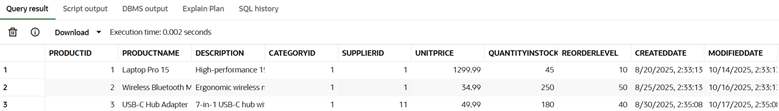 Query result Script output DBMS output Explain Plan SQL history
Download Execution time: 0.002 seconds
PRODUCTID PRODUCTNAME DESCRIPTION CATEGORYID SUPPLIERID UNITPRICE QUANTITYINSTOCK REORDERLEVEL CREATEDDATE MODIFIEDDATE
1 1 Laptop Pro 15 High-performance 15 1 1 1299.99 45 10 8/20/2025, 2:33:13 10/14/2025, 2:33:1
2 2 Wireless Bluetooth M Ergonomic wireless r 1 1 34.99 250 50 8/25/2025, 2:33:13 10/16/2025, 2:33:1
3 3 USB-C Hub Adapter 7-in-1 USB-C hub wi 1 11 49.99 180 40 8/30/2025, 2:35:08 10/17/2025, 2:35:0